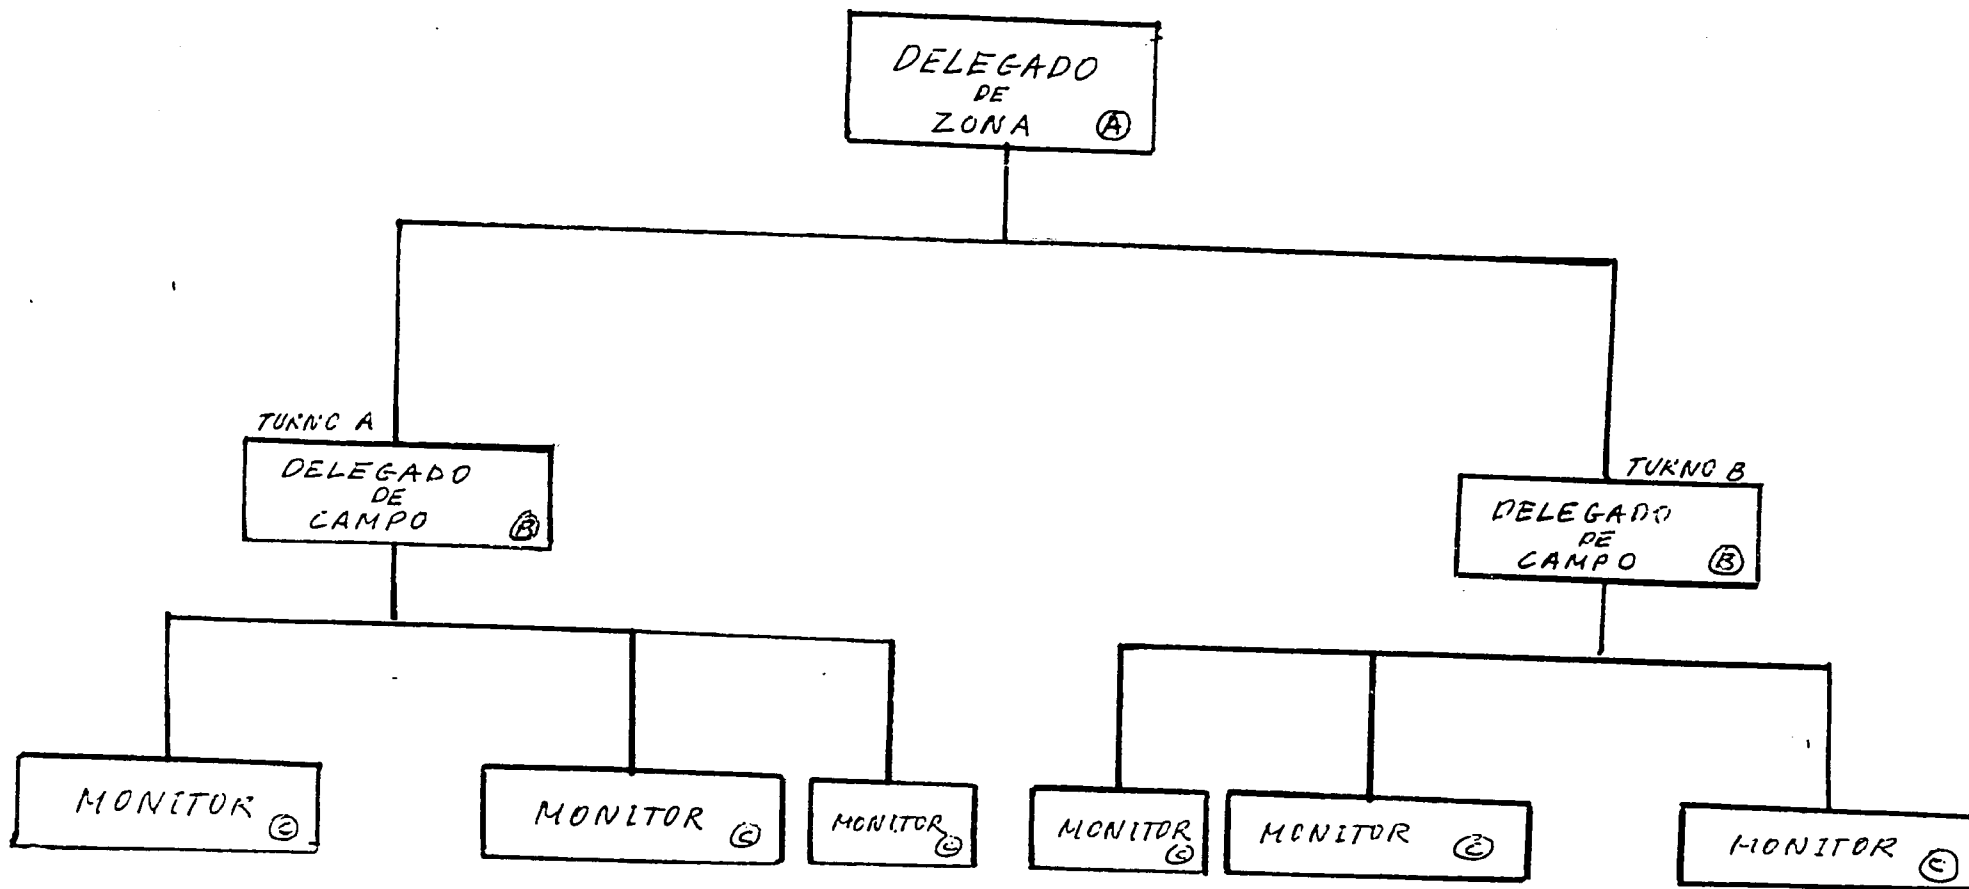 DELEGADO
DE
ZONA Ⓐ
TURNO A
DELEGADO
DE
CAMPO Ⓑ
TURNO B
DELEGADO
DE
CAMPO Ⓑ
MONITOR Ⓒ
MONITOR Ⓒ
MONITOR Ⓒ
MONITOR Ⓒ
MONITOR Ⓒ
MONITOR Ⓒ